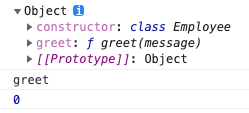 ▼Object i
▶constructor: class Employee
▶greet: ƒ greet(message)
▶[[Prototype]]: Object
greet
0